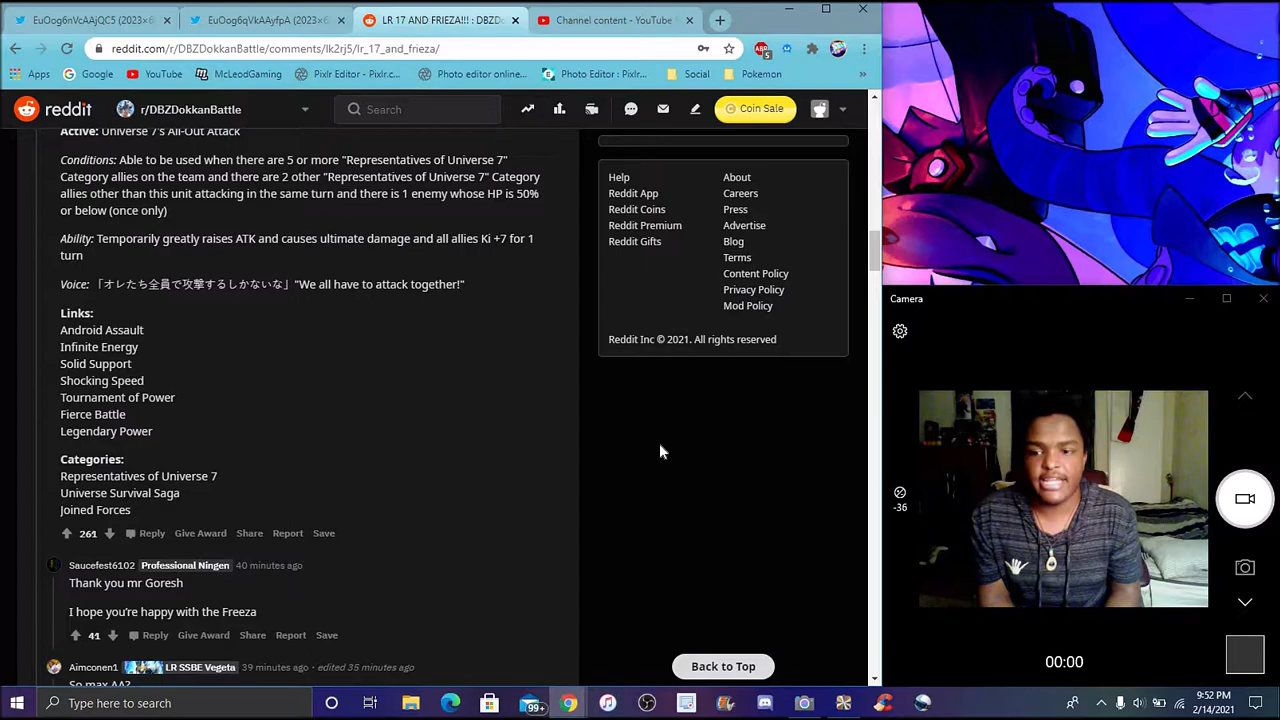 EuOog6nVcAAjQC5 (2023×6
EuOog6qVkAAyfpA (2023×6
LR 17 AND FRIEZA!!! : DBZD
Channel content - YouTube
reddit.com/r/DBZDokkanBattle/comments/lk2rj5/lr_17_and_frieza/
ABP
5
Apps
Google
YouTube
McLeodGaming
Pixlr Editor - Pixlr.c...
Photo editor online...
Photo Editor : Pixlr...
Social
Pokemon
reddit
r/DBZDokkanBattle
Search
Coin Sale
Active: Universe 7's All-Out Attack
Conditions: Able to be used when there are 5 or more "Representatives of Universe 7"
Category allies on the team and there are 2 other "Representatives of Universe 7" Category
allies other than this unit attacking in the same turn and there is 1 enemy whose HP is 50%
or below (once only)
Ability: Temporarily greatly raises ATK and causes ultimate damage and all allies Ki +7 for 1
turn
Voice: 「オレたち全員で攻撃するしかないな」"We all have to attack together!"
Links:
Android Assault
Infinite Energy
Solid Support
Shocking Speed
Tournament of Power
Fierce Battle
Legendary Power
Categories:
Representatives of Universe 7
Universe Survival Saga
Joined Forces
261 Reply Give Award Share Report Save
Saucefest6102 Professional Ningen 40 minutes ago
Thank you mr Goresh
I hope you're happy with the Freeza
41 Reply Give Award Share Report Save
Aimconen1 LR SSBE Vegeta 39 minutes ago · edited 35 minutes ago
So max AA?
Help About
Reddit App Careers
Reddit Coins Press
Reddit Premium Advertise
Reddit Gifts Blog
Terms
Content Policy
Privacy Policy
Mod Policy
Reddit Inc © 2021. All rights reserved
Back to Top
Camera
-36
00:00
Type here to search
99+
9:52 PM
2/14/2021